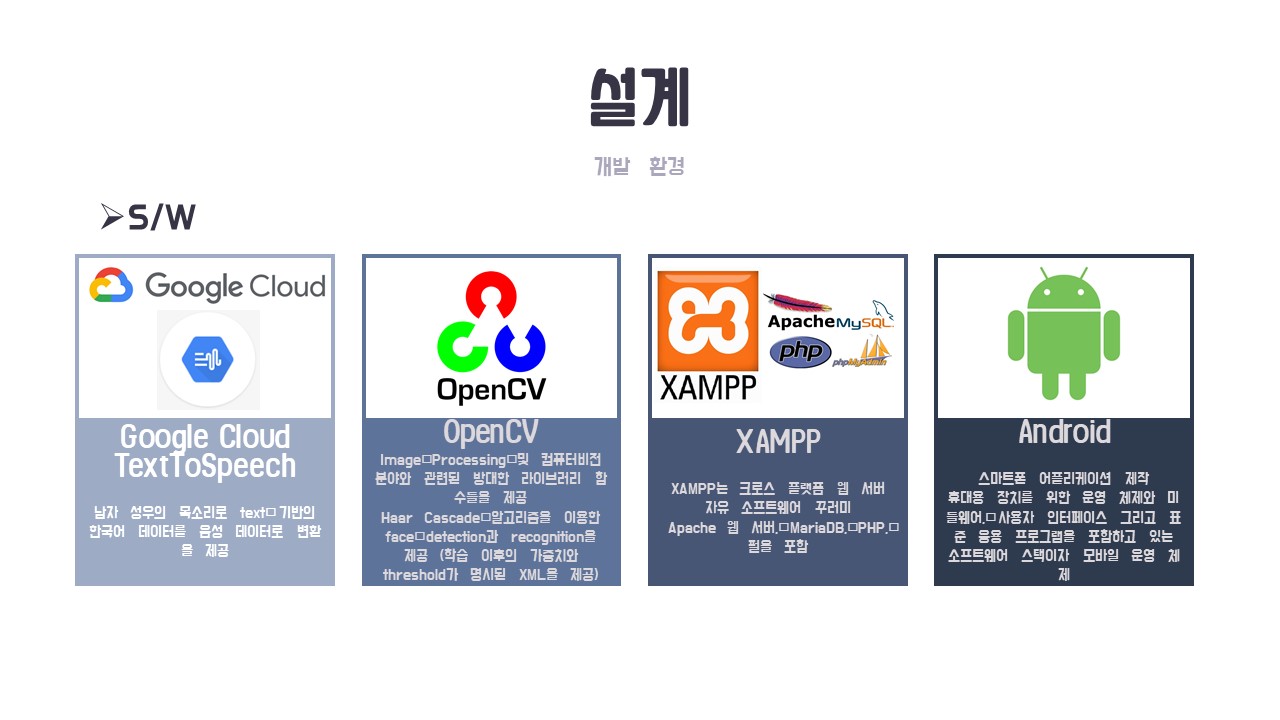 설계
개발 환경
➢S/W
Google Cloud
Google Cloud
TextToSpeech
남자 성우의 목소리로 text□기반의
한국어 데이터를 음성 데이터로 변환
을 제공
OpenCV
OpenCV
Image□Processing□및 컴퓨터비전
분야와 관련된 방대한 라이브러리 함
수들을 제공
Haar Cascade□알고리즘을 이용한
face□detection과 recognition을
제공 (학습 이후의 가중치와
threshold가 명시된 XML을 제공)
Apache MySQL
php phpMyAdmin
XAMPP
XAMPP
XAMPP는 크로스 플랫폼 웹 서버
자유 소프트웨어 꾸러미
Apache 웹 서버,□MariaDB,□PHP,□
펄을 포함
Android
스마트폰 어플리케이션 제작
휴대용 장치를 위한 운영 체제와 미
들웨어,□사용자 인터페이스 그리고 표
준 응용 프로그램을 포함하고 있는
소프트웨어 스택이자 모바일 운영 체
제